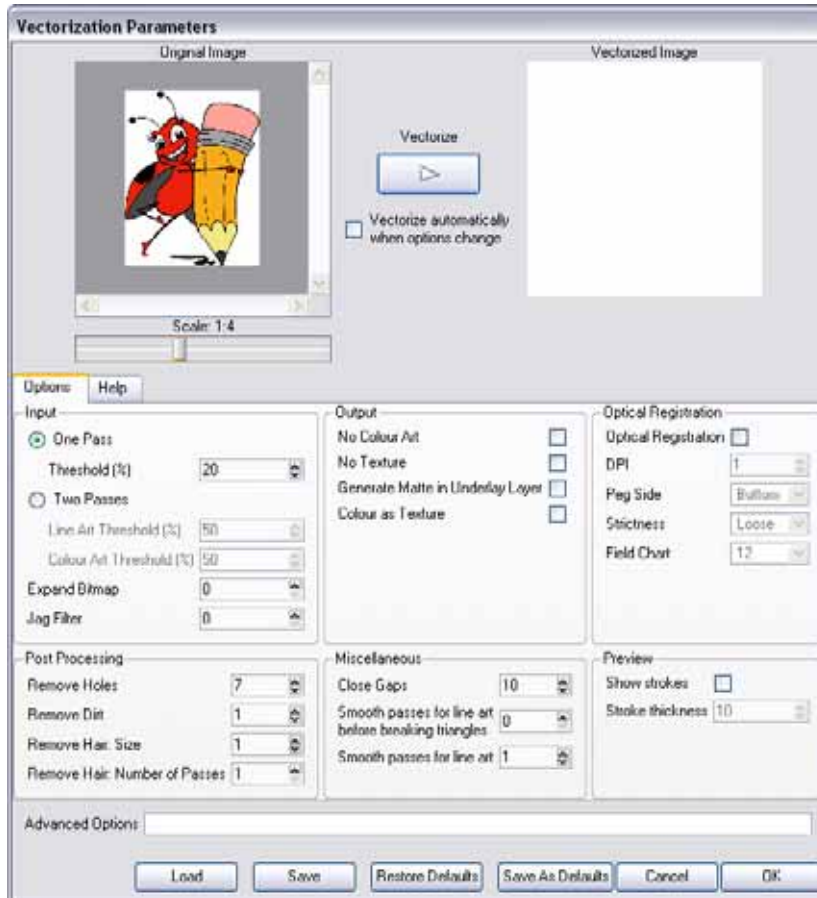 Vectorization Parameters
Original Image
Vectorized Image
Vectorize
Vectorize automatically
when options change
Scale: 1:4
Options
Help
Input
One Pass
Threshold (%) 20
Two Passes
Line Art Threshold (%) 50
Colour Art Threshold (%) 50
Expand Bitmap 0
Jag Filter 0
Output
No Colour Art
No Texture
Generate Matte in Underlay Layer
Colour as Texture
Optical Registration
Optical Registration
DPI 1
Peg Side Bottom
Strictness Loose
Field Chart 12
Post Processing
Remove Holes 7
Remove Dirt 1
Remove Hair: Size 1
Remove Hair: Number of Passes 1
Miscellaneous
Close Gaps 10
Smooth passes for line art
before breaking triangles 0
Smooth passes for line art 1
Preview
Show strokes
Stroke thickness 10
Advanced Options
Load
Save
Restore Defaults
Save As Defaults
Cancel
OK